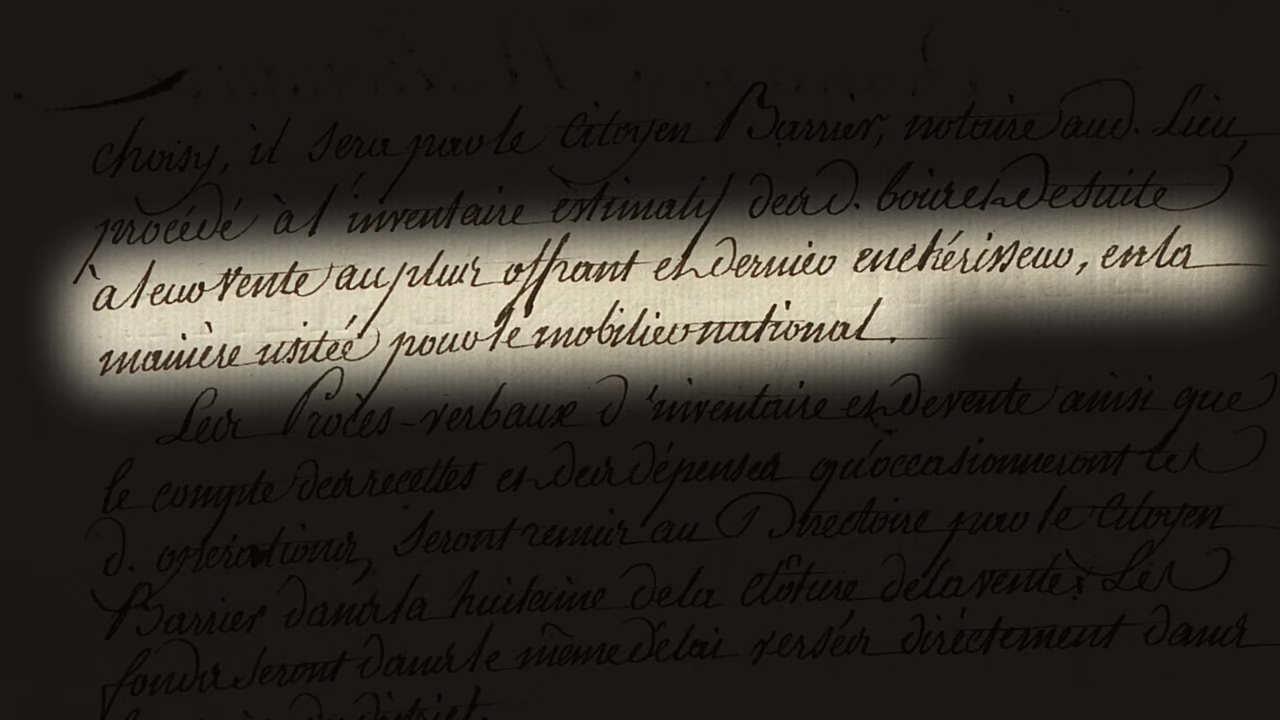 choisy, il sera par le Citoyen Barrier, notaire aud. Lieu,
procédé à l'inventaire estimatif desd. bois et de suite
à leur vente au plus offrant et dernier enchérisseur, en la
manière usitée pour le mobilier national.
Les Procès-verbaux d'inventaire et de vente ainsi que
le compte des recettes et des dépenses qu'occasionneront les
d. opérations, seront remis au Directoire par le Citoyen
Barrier dans la huitaine de la clôture de la vente; Les
fonds seront dans le même délai versés directement dans
district.